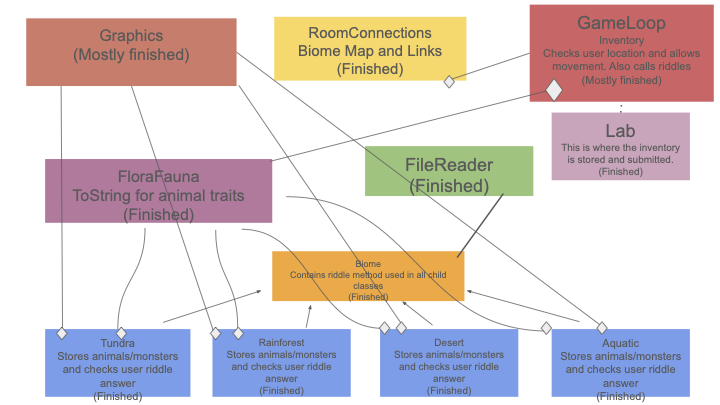 Graphics
(Mostly finished)
RoomConnections
Biome Map and Links
(Finished)
GameLoop
Inventory
Checks user location and allows
movement. Also calls riddles
(Mostly finished)
Lab
This is where the inventory
is stored and submitted.
(Finished)
FloraFauna
ToString for animal traits
(Finished)
FileReader
(Finished)
Biome
Contains riddle method used in all child
classes
(Finished)
Tundra
Stores animals/monsters
and checks user riddle
answer
(Finished)
Rainforest
Stores animals/monsters
and checks user riddle
answer
(Finished)
Desert
Stores animals/monsters
and checks user riddle
answer
(Finished)
Aquatic
Stores animals/monsters
and checks user riddle
answer
(Finished)